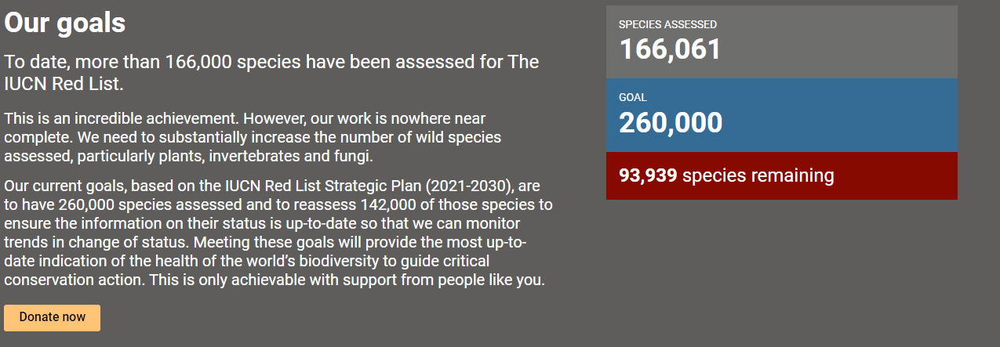 Our goals
To date, more than 166,000 species have been assessed for The
IUCN Red List.
This is an incredible achievement. However, our work is nowhere near
complete. We need to substantially increase the number of wild species
assessed, particularly plants, invertebrates and fungi.
Our current goals, based on the IUCN Red List Strategic Plan (2021-2030), are
to have 260,000 species assessed and to reassess 142,000 of those species to
ensure the information on their status is up-to-date so that we can monitor
trends in change of status. Meeting these goals will provide the most up-to-
date indication of the health of the world’s biodiversity to guide critical
conservation action. This is only achievable with support from people like you.
Donate now
SPECIES ASSESSED
166,061
GOAL
260,000
93,939 species remaining